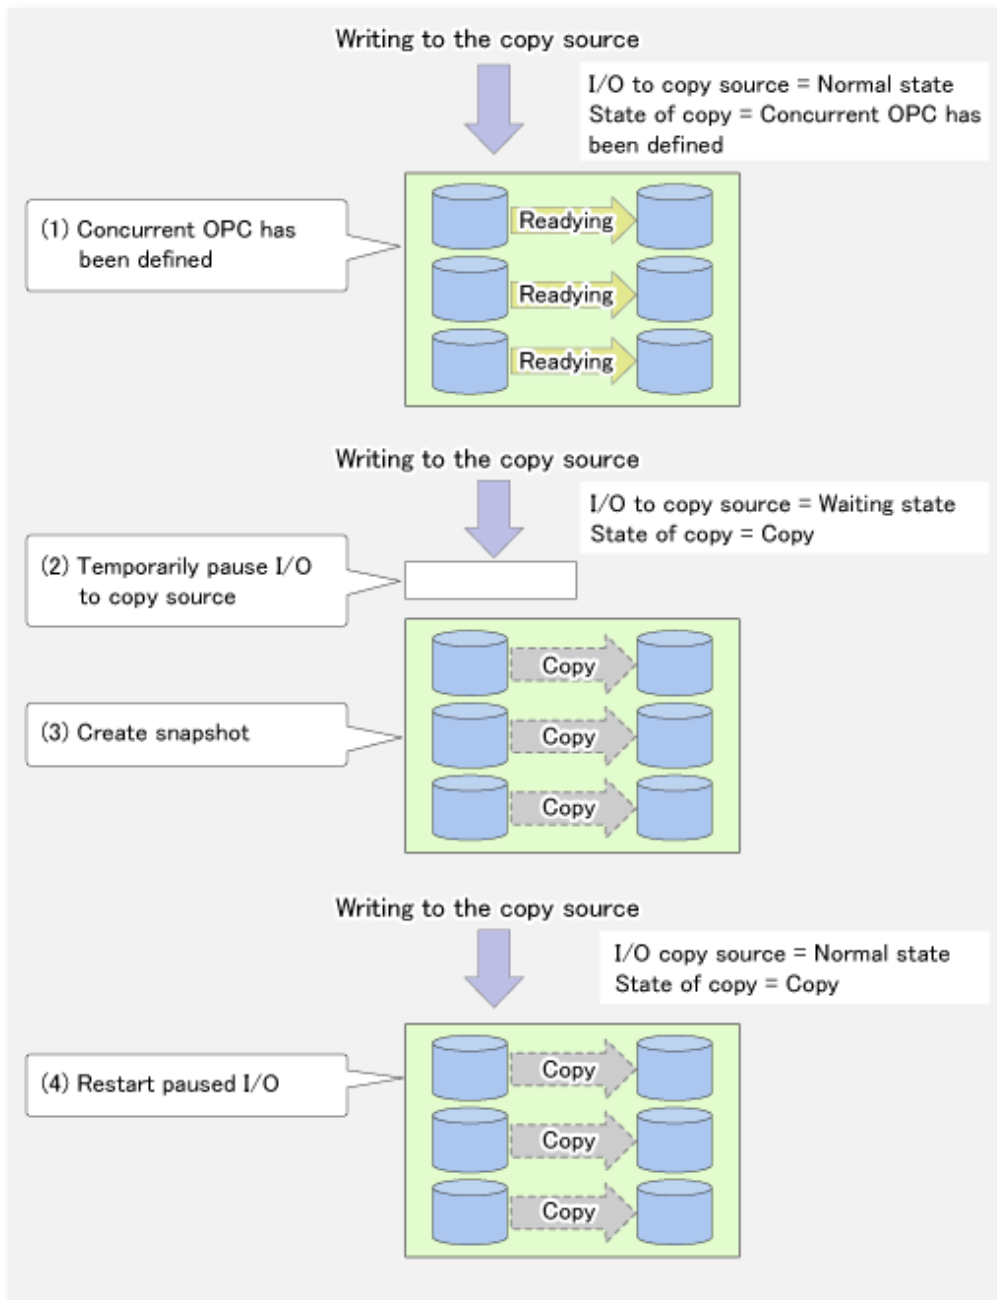 Writing to the copy source
I/O to copy source = Normal state
State of copy = Concurrent OPC has
been defined
(1) Concurrent OPC has
been defined
Readying
Readying
Readying
Writing to the copy source
I/O to copy source = Waiting state
State of copy = Copy
(2) Temporarily pause I/O
to copy source
(3) Create snapshot
Copy
Copy
Copy
Writing to the copy source
I/O copy source = Normal state
State of copy = Copy
(4) Restart paused I/O
Copy
Copy
Copy